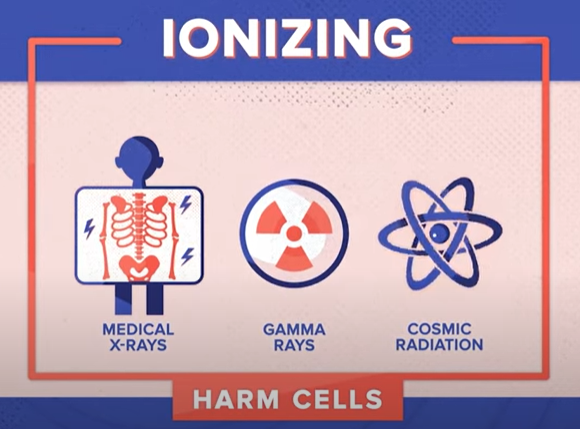 IONIZING
MEDICAL
X-RAYS
GAMMA
RAYS
COSMIC
RADIATION
HARM CELLS